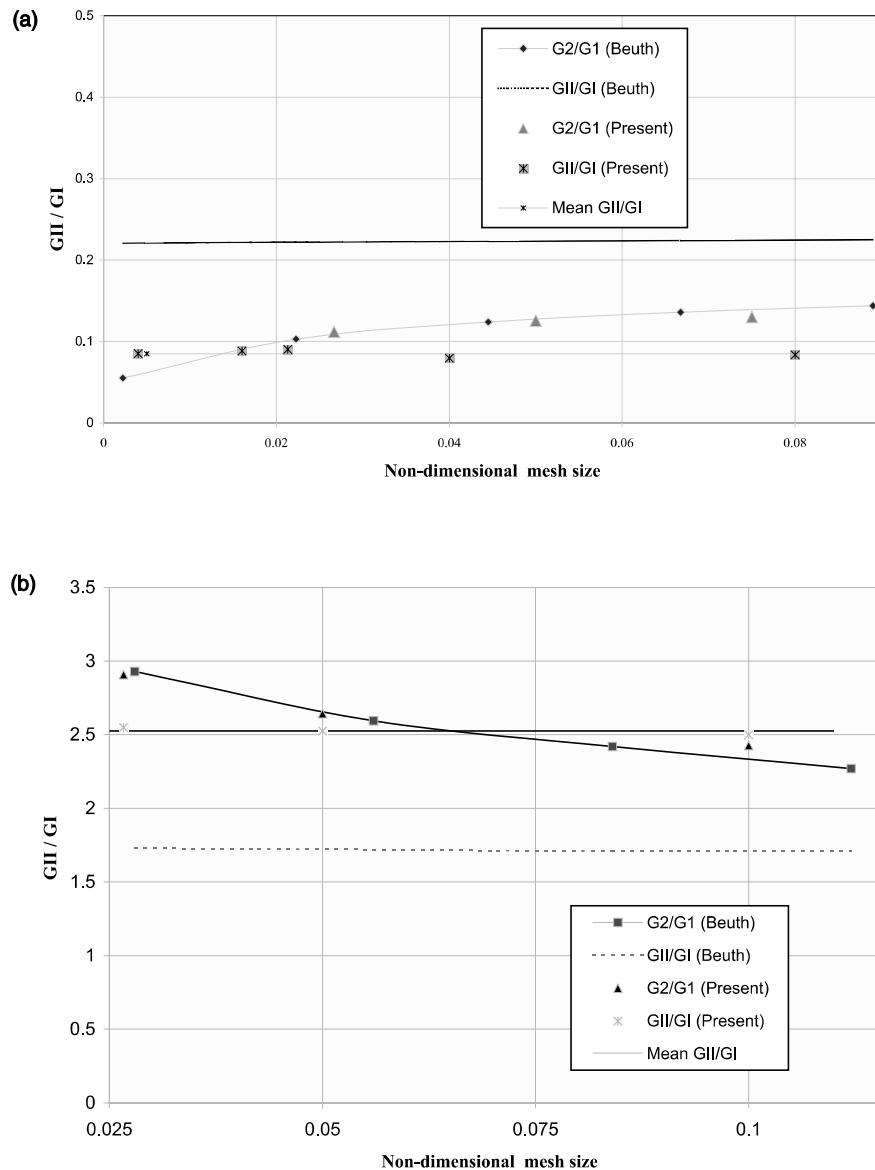 (a)
0.5
0.4
0.3
0.2
0.1
0
GII / GI
G2/G1 (Beuth)
GII/GI (Beuth)
G2/G1 (Present)
GII/GI (Present)
Mean GII/GI
0
0.02
0.04
0.06
0.08
Non-dimensional mesh size
(b)
3.5
3
2.5
2
1.5
1
0.5
0
GII / GI
G2/G1 (Beuth)
GII/GI (Beuth)
G2/G1 (Present)
GII/GI (Present)
Mean GII/GI
0.025
0.05
0.075
0.1
Non-dimensional mesh size